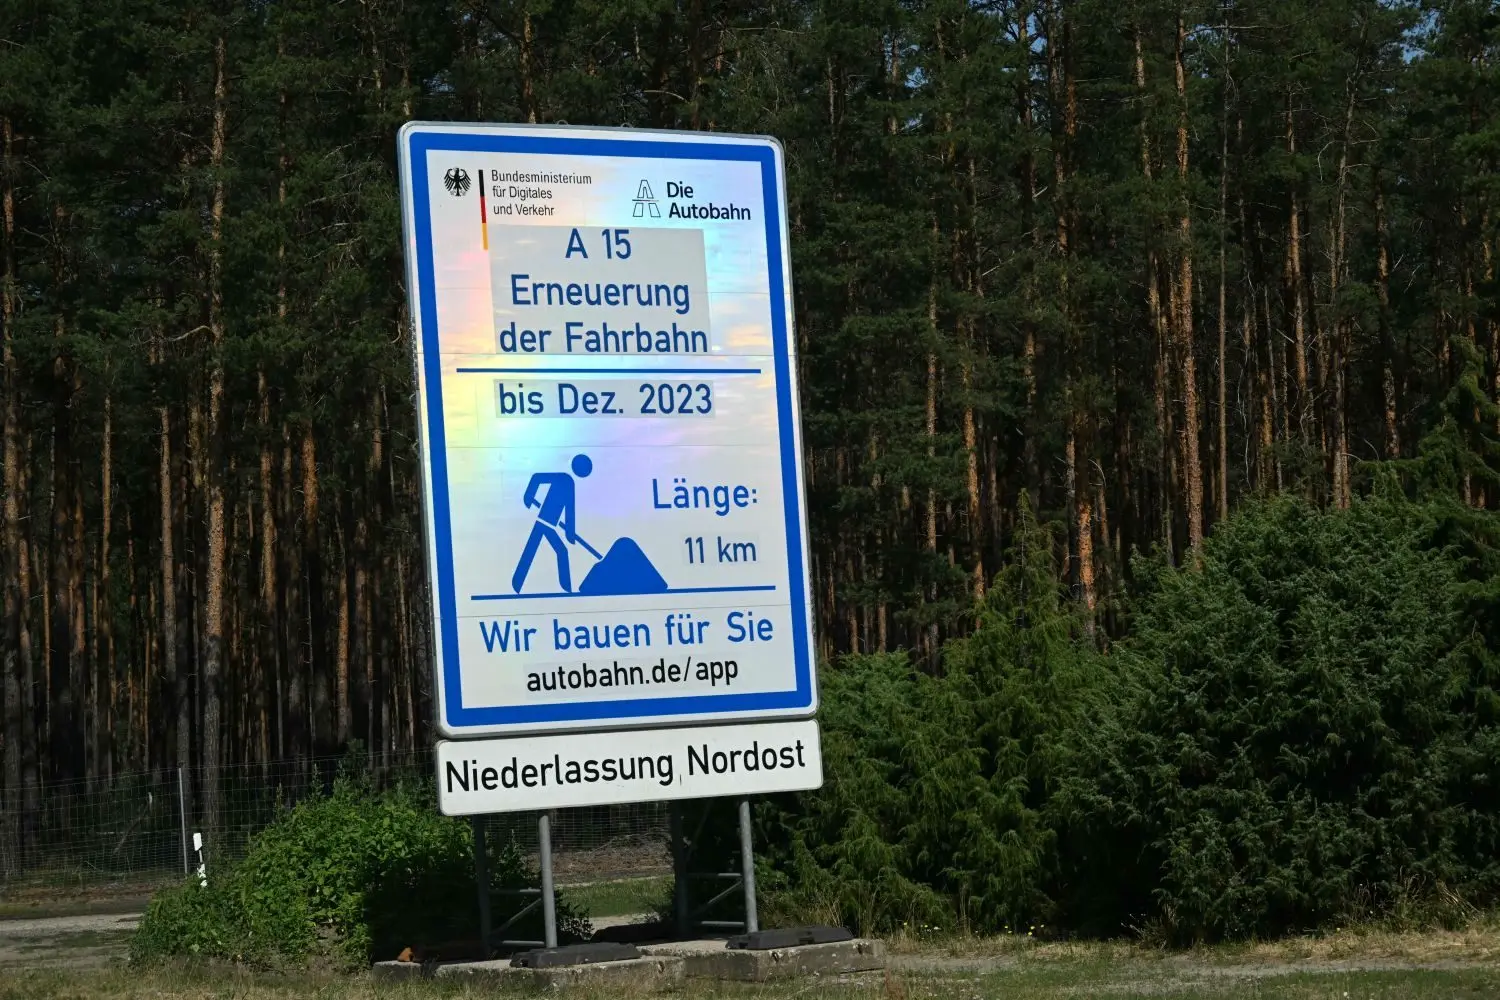 Bundesministerium
für Digitales
und Verkehr
Die
Autobahn
A 15
Erneuerung
der Fahrbahn
bis Dez. 2023
Länge:
11 km
Wir bauen für Sie
autobahn.de/app
Niederlassung Nordost